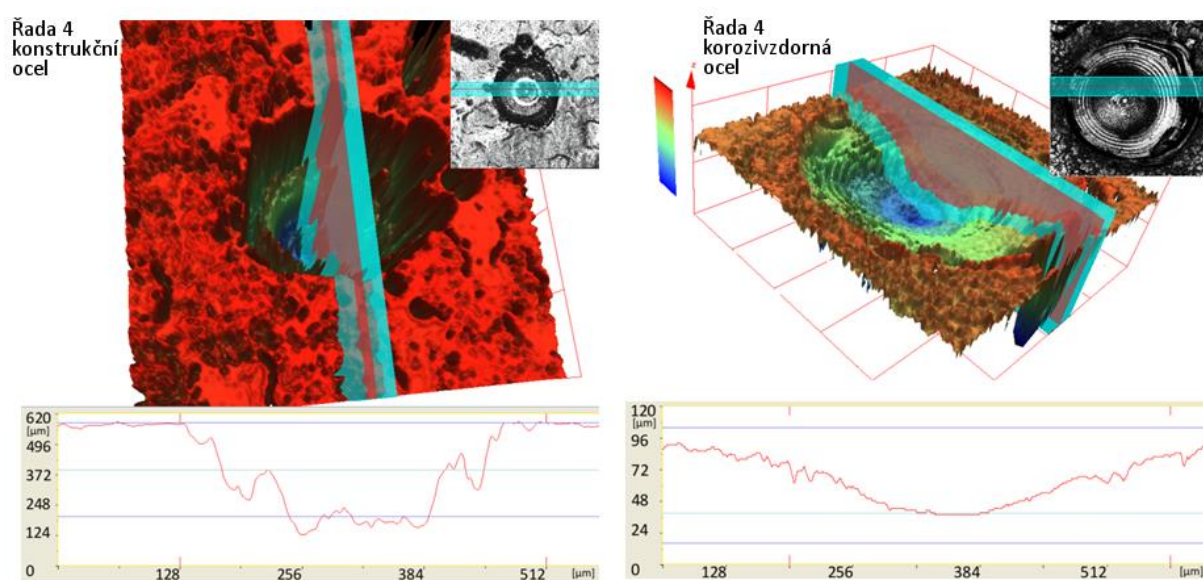 Řada 4
konstrukční
ocel
Řada 4
korozivzdorná
ocel
z
620
[µm]
496
372
248
124
0
128
256
384
512
[µm]
120
[µm]
96
72
48
24
0
128
256
384
512
[µm]